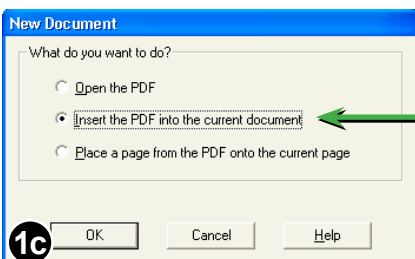 New Document
What do you want to do?
Open the PDF
Insert the PDF into the current document
Place a page from the PDF onto the current page
1c
OK Cancel Help